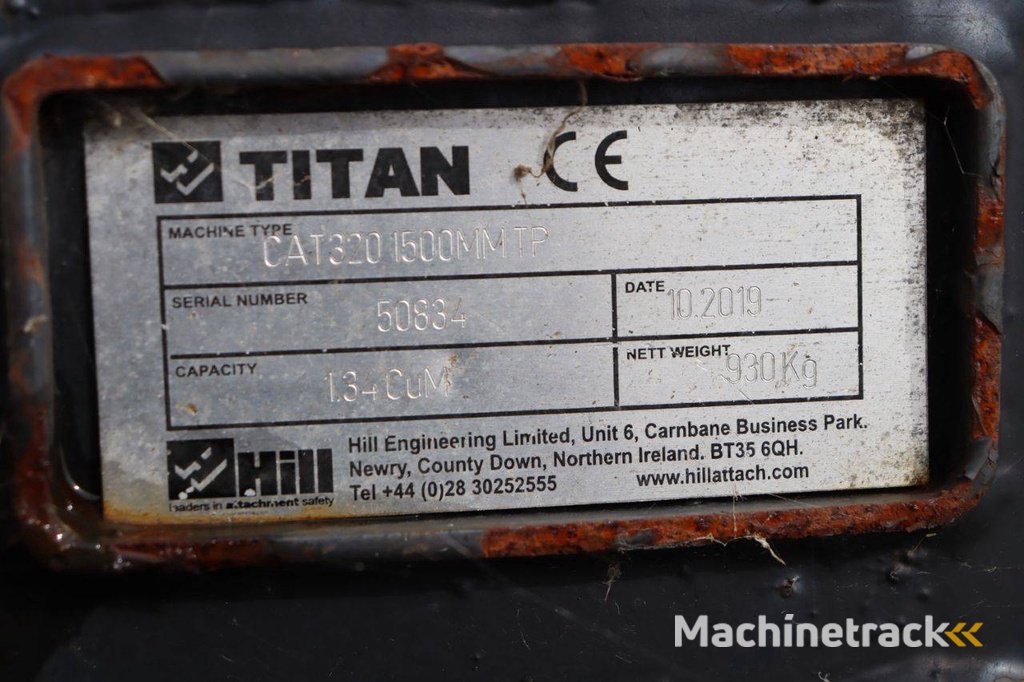 TITAN CE
MACHINE TYPE CAT320 1500MM TP
SERIAL NUMBER 50834
DATE 10.2019
CAPACITY 1.34 CuM
NETT WEIGHT 930Kg
Hill
Leaders in attachment safety
Hill Engineering Limited, Unit 6, Carnbane Business Park.
Newry, County Down, Northern Ireland. BT35 6QH.
Tel +44 (0)28 30252555 www.hillattach.com
Machinetrack